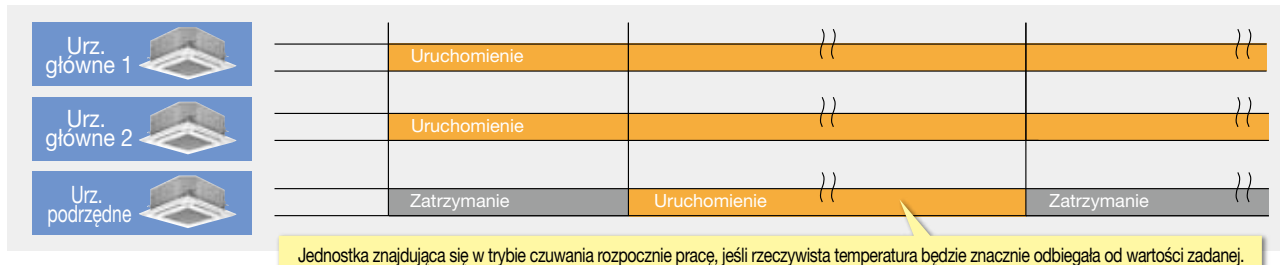 Urz.
główne 1
Uruchomienie
Urz.
główne 2
Uruchomienie
Urz.
podrzędne
Zatrzymanie
Uruchomienie
Zatrzymanie
Jednostka znajdująca się w trybie czuwania rozpocznie pracę, jeśli rzeczywista temperatura będzie znacznie odbiegała od wartości zadanej.